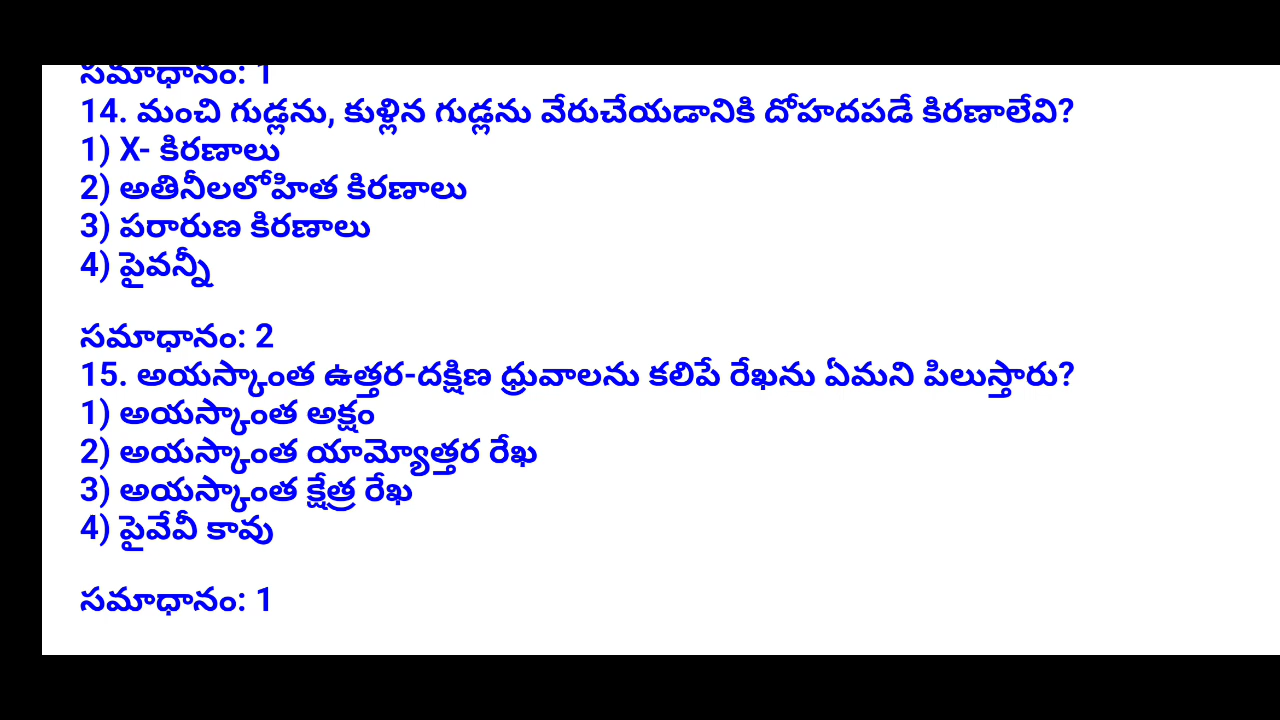 సమాధానం: 1
14. మంచి గుడ్లను, కుళ్లిన గుడ్లను వేరుచేయడానికి దోహదపడే కిరణాలేవి?
1) X- కిరణాలు
2) అతినీలలోహిత కిరణాలు
3) పరారుణ కిరణాలు
4) పైవన్నీ
సమాధానం: 2
15. అయస్కాంత ఉత్తర-దక్షిణ ధ్రువాలను కలిపే రేఖను ఏమని పిలుస్తారు?
1) అయస్కాంత అక్షం
2) అయస్కాంత యామ్యోత్తర రేఖ
3) అయస్కాంత క్షేత్ర రేఖ
4) పైవేవీ కావు
సమాధానం: 1